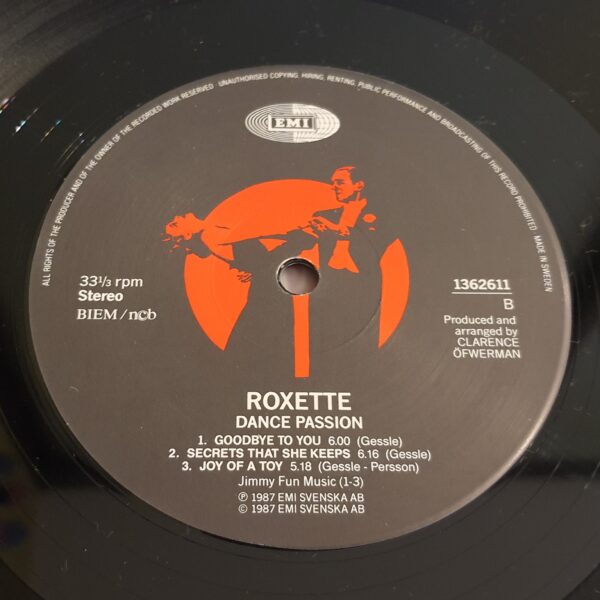 ALL RIGHTS OF THE PRODUCER AND OF THE OWNER OF THE RECORDED WORK RESERVED UNAUTHORISED COPYING, HIRING, RENTING, PUBLIC PERFORMANCE AND BROADCASTING OF THIS RECORD PROHIBITED MADE IN SWEDEN
EMI
33⅓ rpm
Stereo
BIEM/ncb
1362611
B
Produced and
arranged by
CLARENCE
ÖFWERMAN
ROXETTE
DANCE PASSION
1. GOODBYE TO YOU 6.00 (Gessle)
2. SECRETS THAT SHE KEEPS 6.16 (Gessle)
3. JOY OF A TOY 5.18 (Gessle - Persson)
Jimmy Fun Music (1-3)
℗ 1987 EMI SVENSKA AB
© 1987 EMI SVENSKA AB